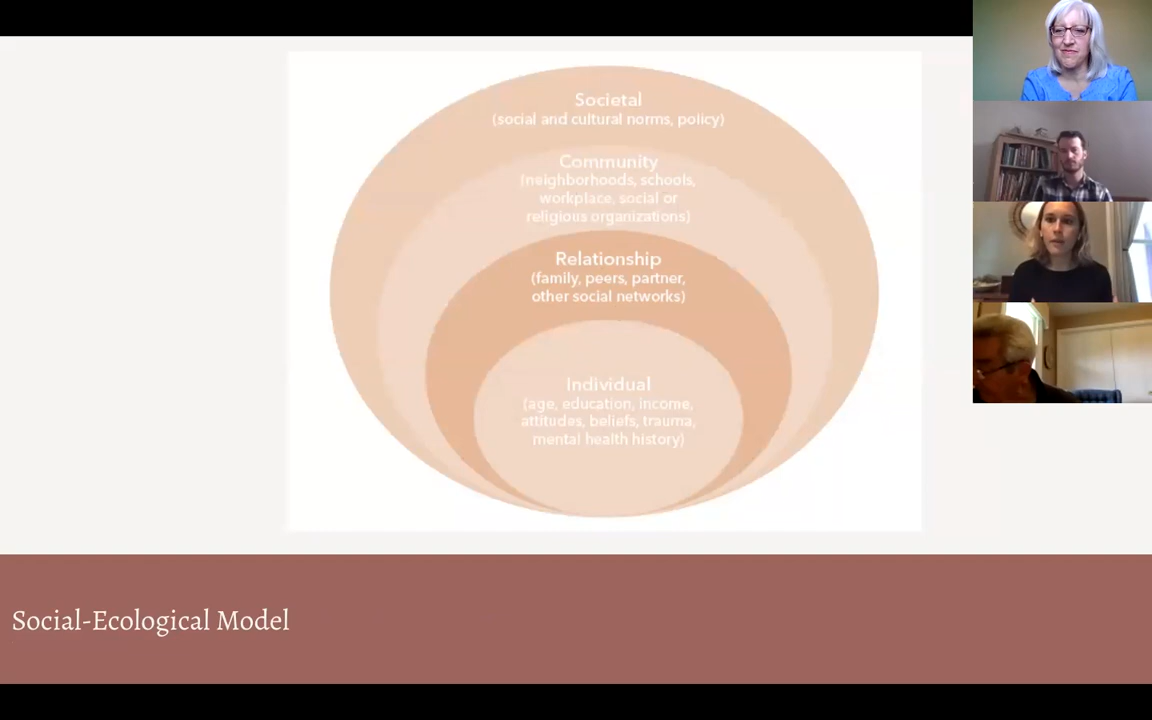 Societal
(social and cultural norms, policy)
Community
(neighborhoods, schools,
workplace, social or
religious organizations)
Relationship
(family, peers, partner,
other social networks)
Individual
(age, education, income,
attitudes, beliefs, trauma,
mental health history)
Social-Ecological Model